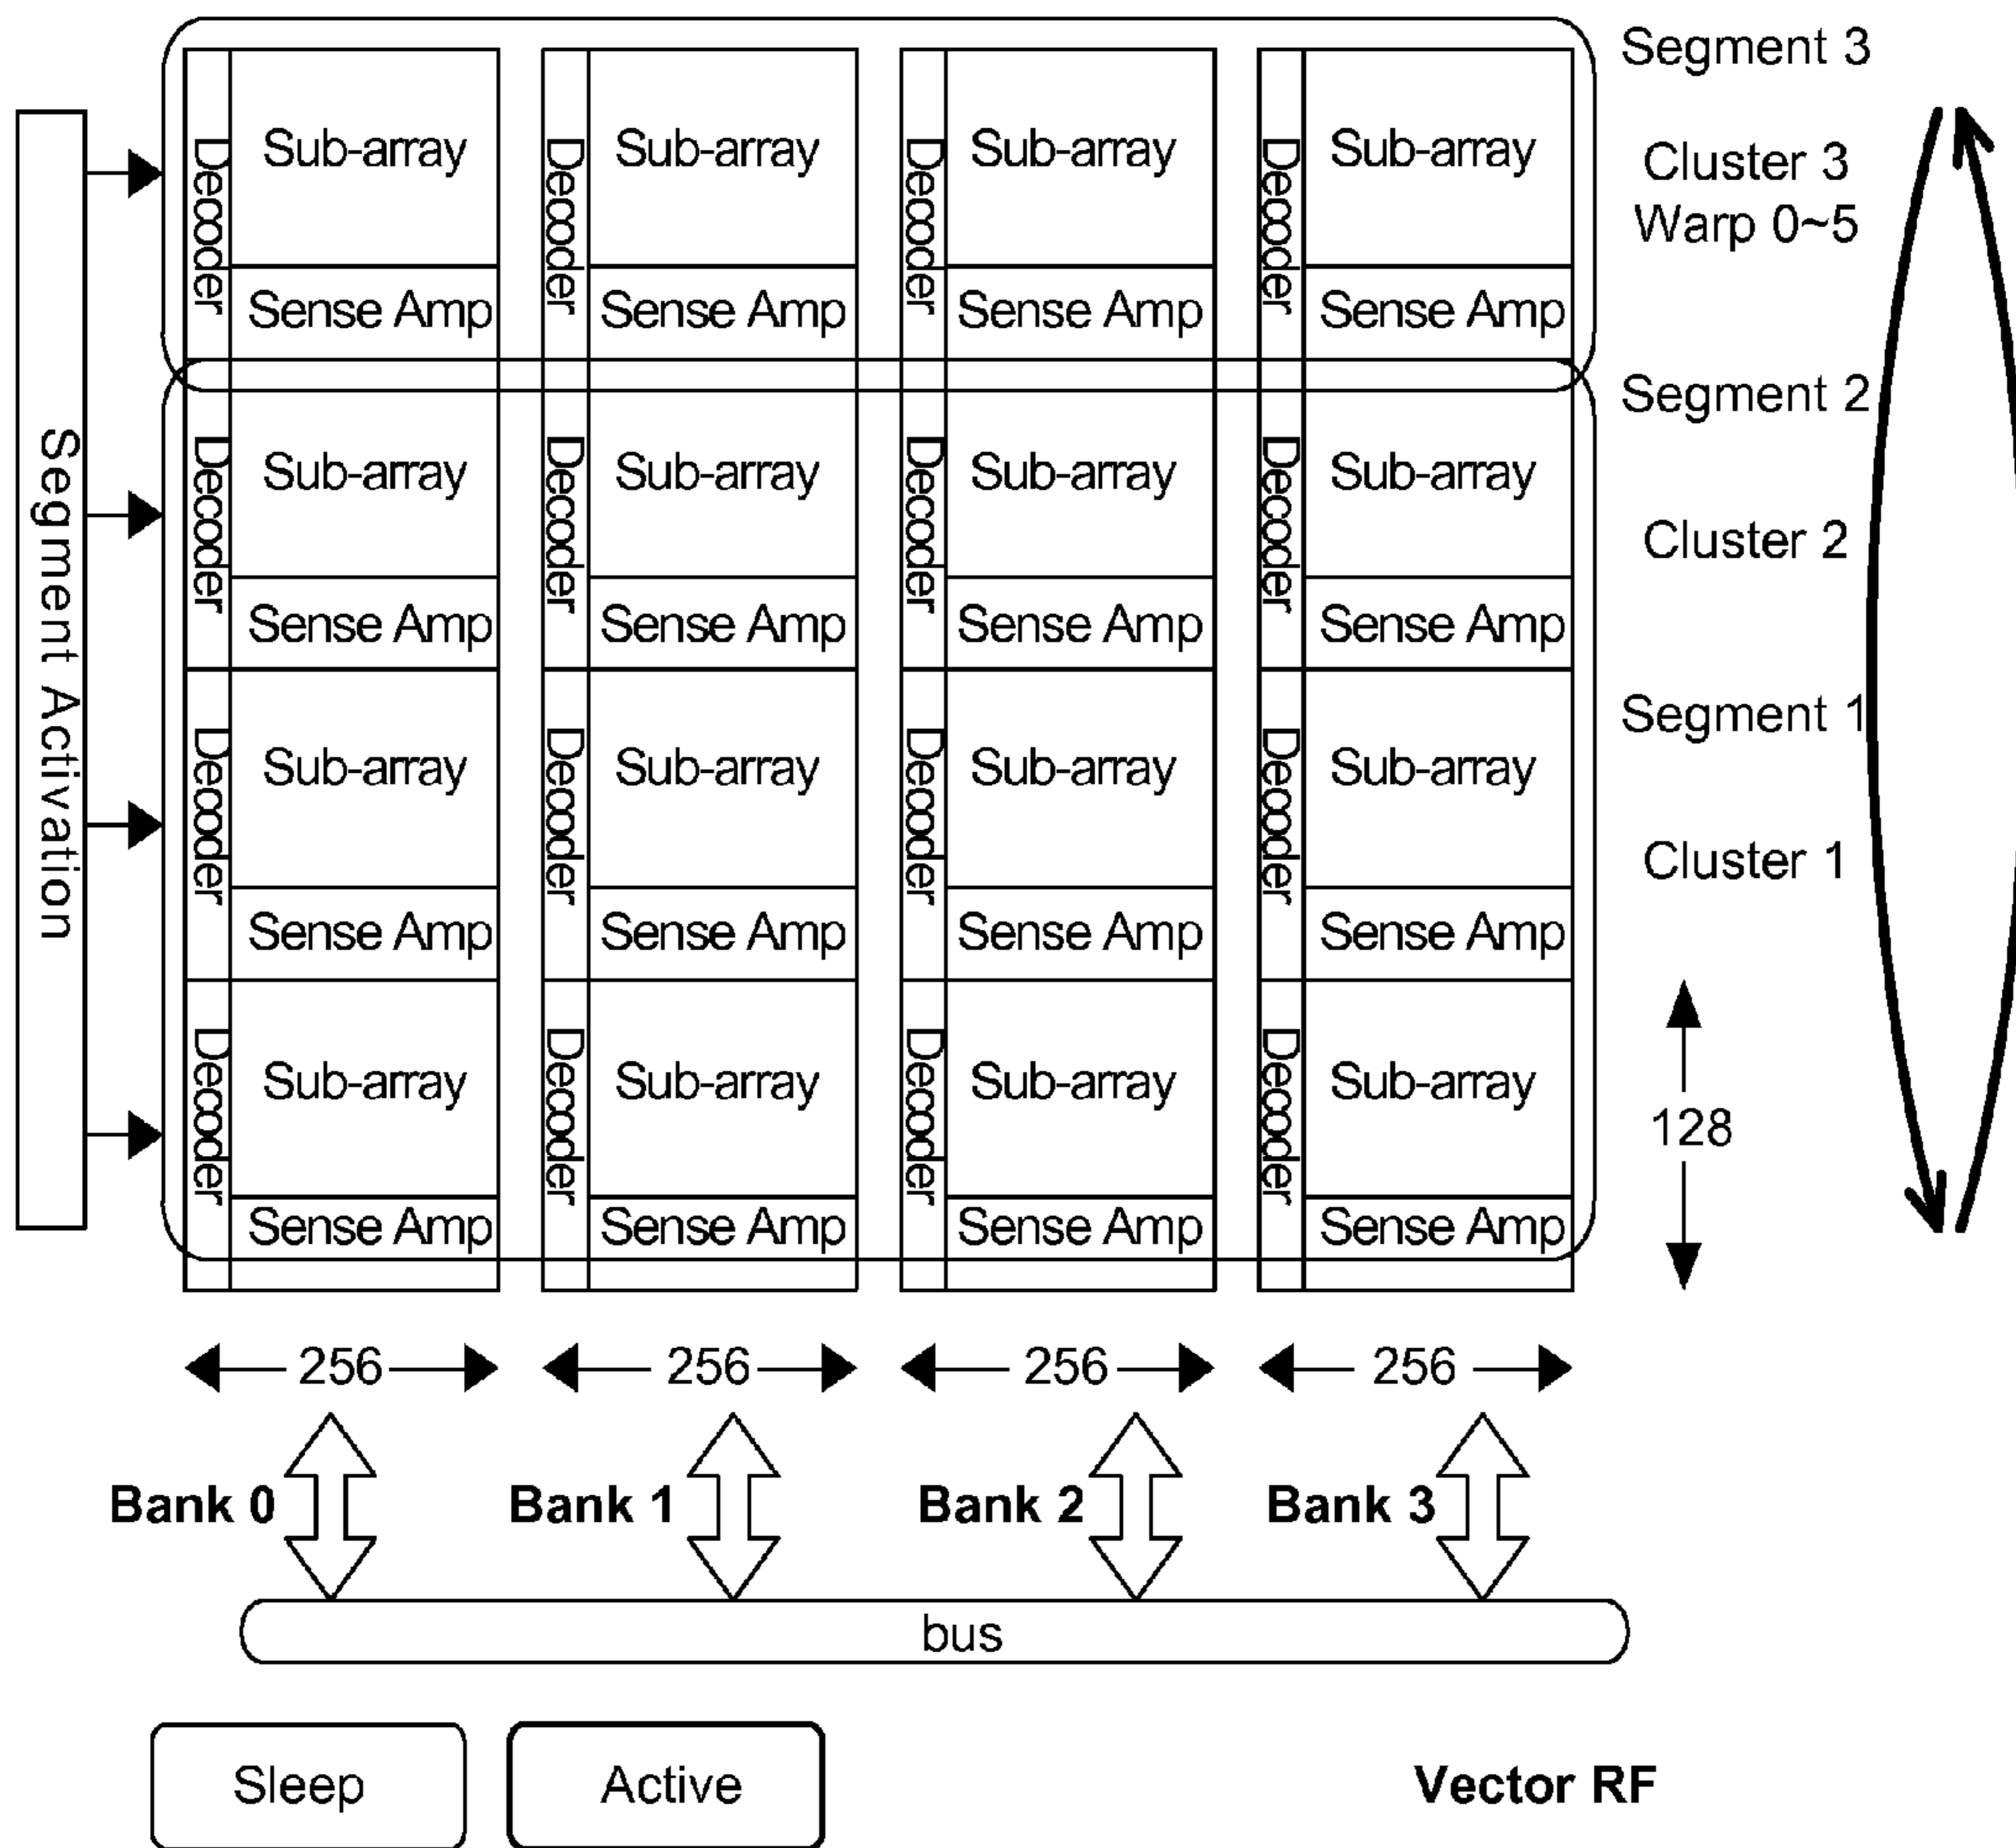 Segment 3
Decoder Sub-array Decoder Sub-array Decoder Sub-array Decoder Sub-array
Cluster 3
Warp 0~5
Sense Amp Sense Amp Sense Amp Sense Amp
Segment 2
Segment Activation
Decoder Sub-array Decoder Sub-array Decoder Sub-array Decoder Sub-array
Cluster 2
Sense Amp Sense Amp Sense Amp Sense Amp
Segment 1
Decoder Sub-array Decoder Sub-array Decoder Sub-array Decoder Sub-array
Cluster 1
Sense Amp Sense Amp Sense Amp Sense Amp
Decoder Sub-array Decoder Sub-array Decoder Sub-array Decoder Sub-array
128
Sense Amp Sense Amp Sense Amp Sense Amp
256 256 256 256
Bank 0 Bank 1 Bank 2 Bank 3
bus
Sleep Active Vector RF